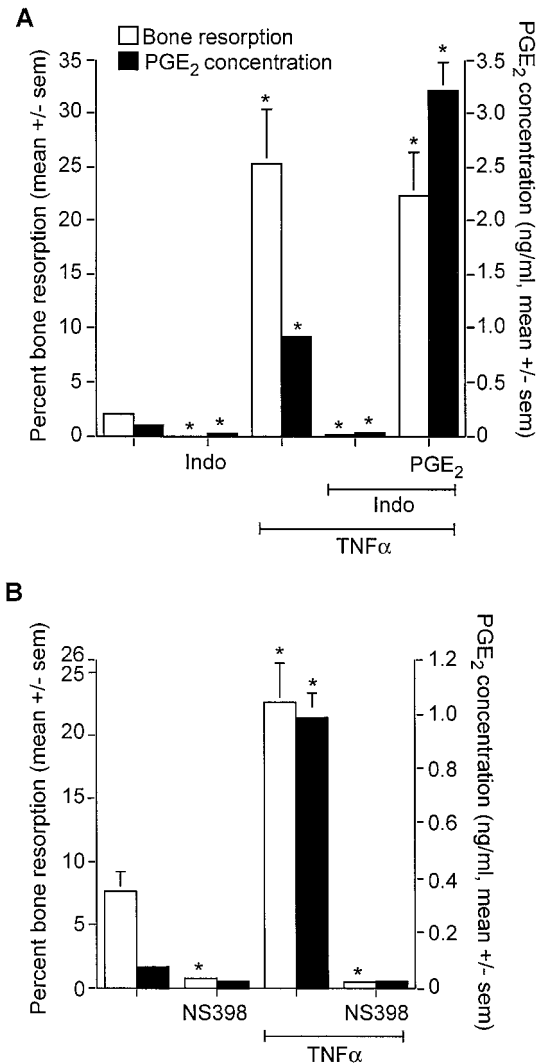 A
Bone resorption
PGE2 concentration
Percent bone resorption (mean +/- sem)
35
30
25
20
15
10
5
0
PGE2 concentration (ng/ml, mean +/- sem)
3.5
3.0
2.5
2.0
1.5
1.0
0.5
0
* * * * * * * *
Indo
PGE2
Indo
TNFα
B
Percent bone resorption (mean +/- sem)
26
25
20
15
10
5
0
PGE2 concentration (ng/ml, mean +/- sem)
1.2
1.0
0.8
0.6
0.4
0.2
0
* * * *
NS398
NS398
TNFα